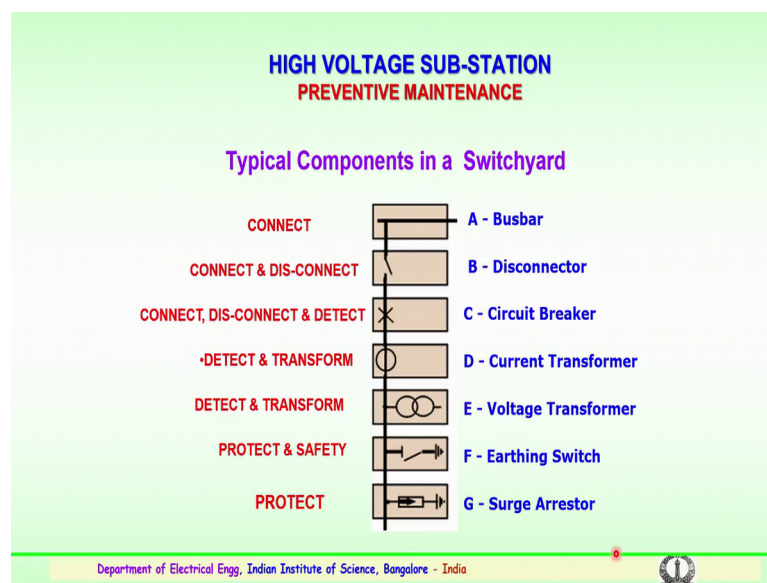 HIGH VOLTAGE SUB-STATION
PREVENTIVE MAINTENANCE
Typical Components in a Switchyard
CONNECT
A - Busbar
CONNECT & DIS-CONNECT
B - Disconnector
CONNECT, DIS-CONNECT & DETECT
C - Circuit Breaker
•DETECT & TRANSFORM
D - Current Transformer
DETECT & TRANSFORM
E - Voltage Transformer
PROTECT & SAFETY
F - Earthing Switch
PROTECT
G - Surge Arrestor
Department of Electrical Engg, Indian Institute of Science, Bangalore - India